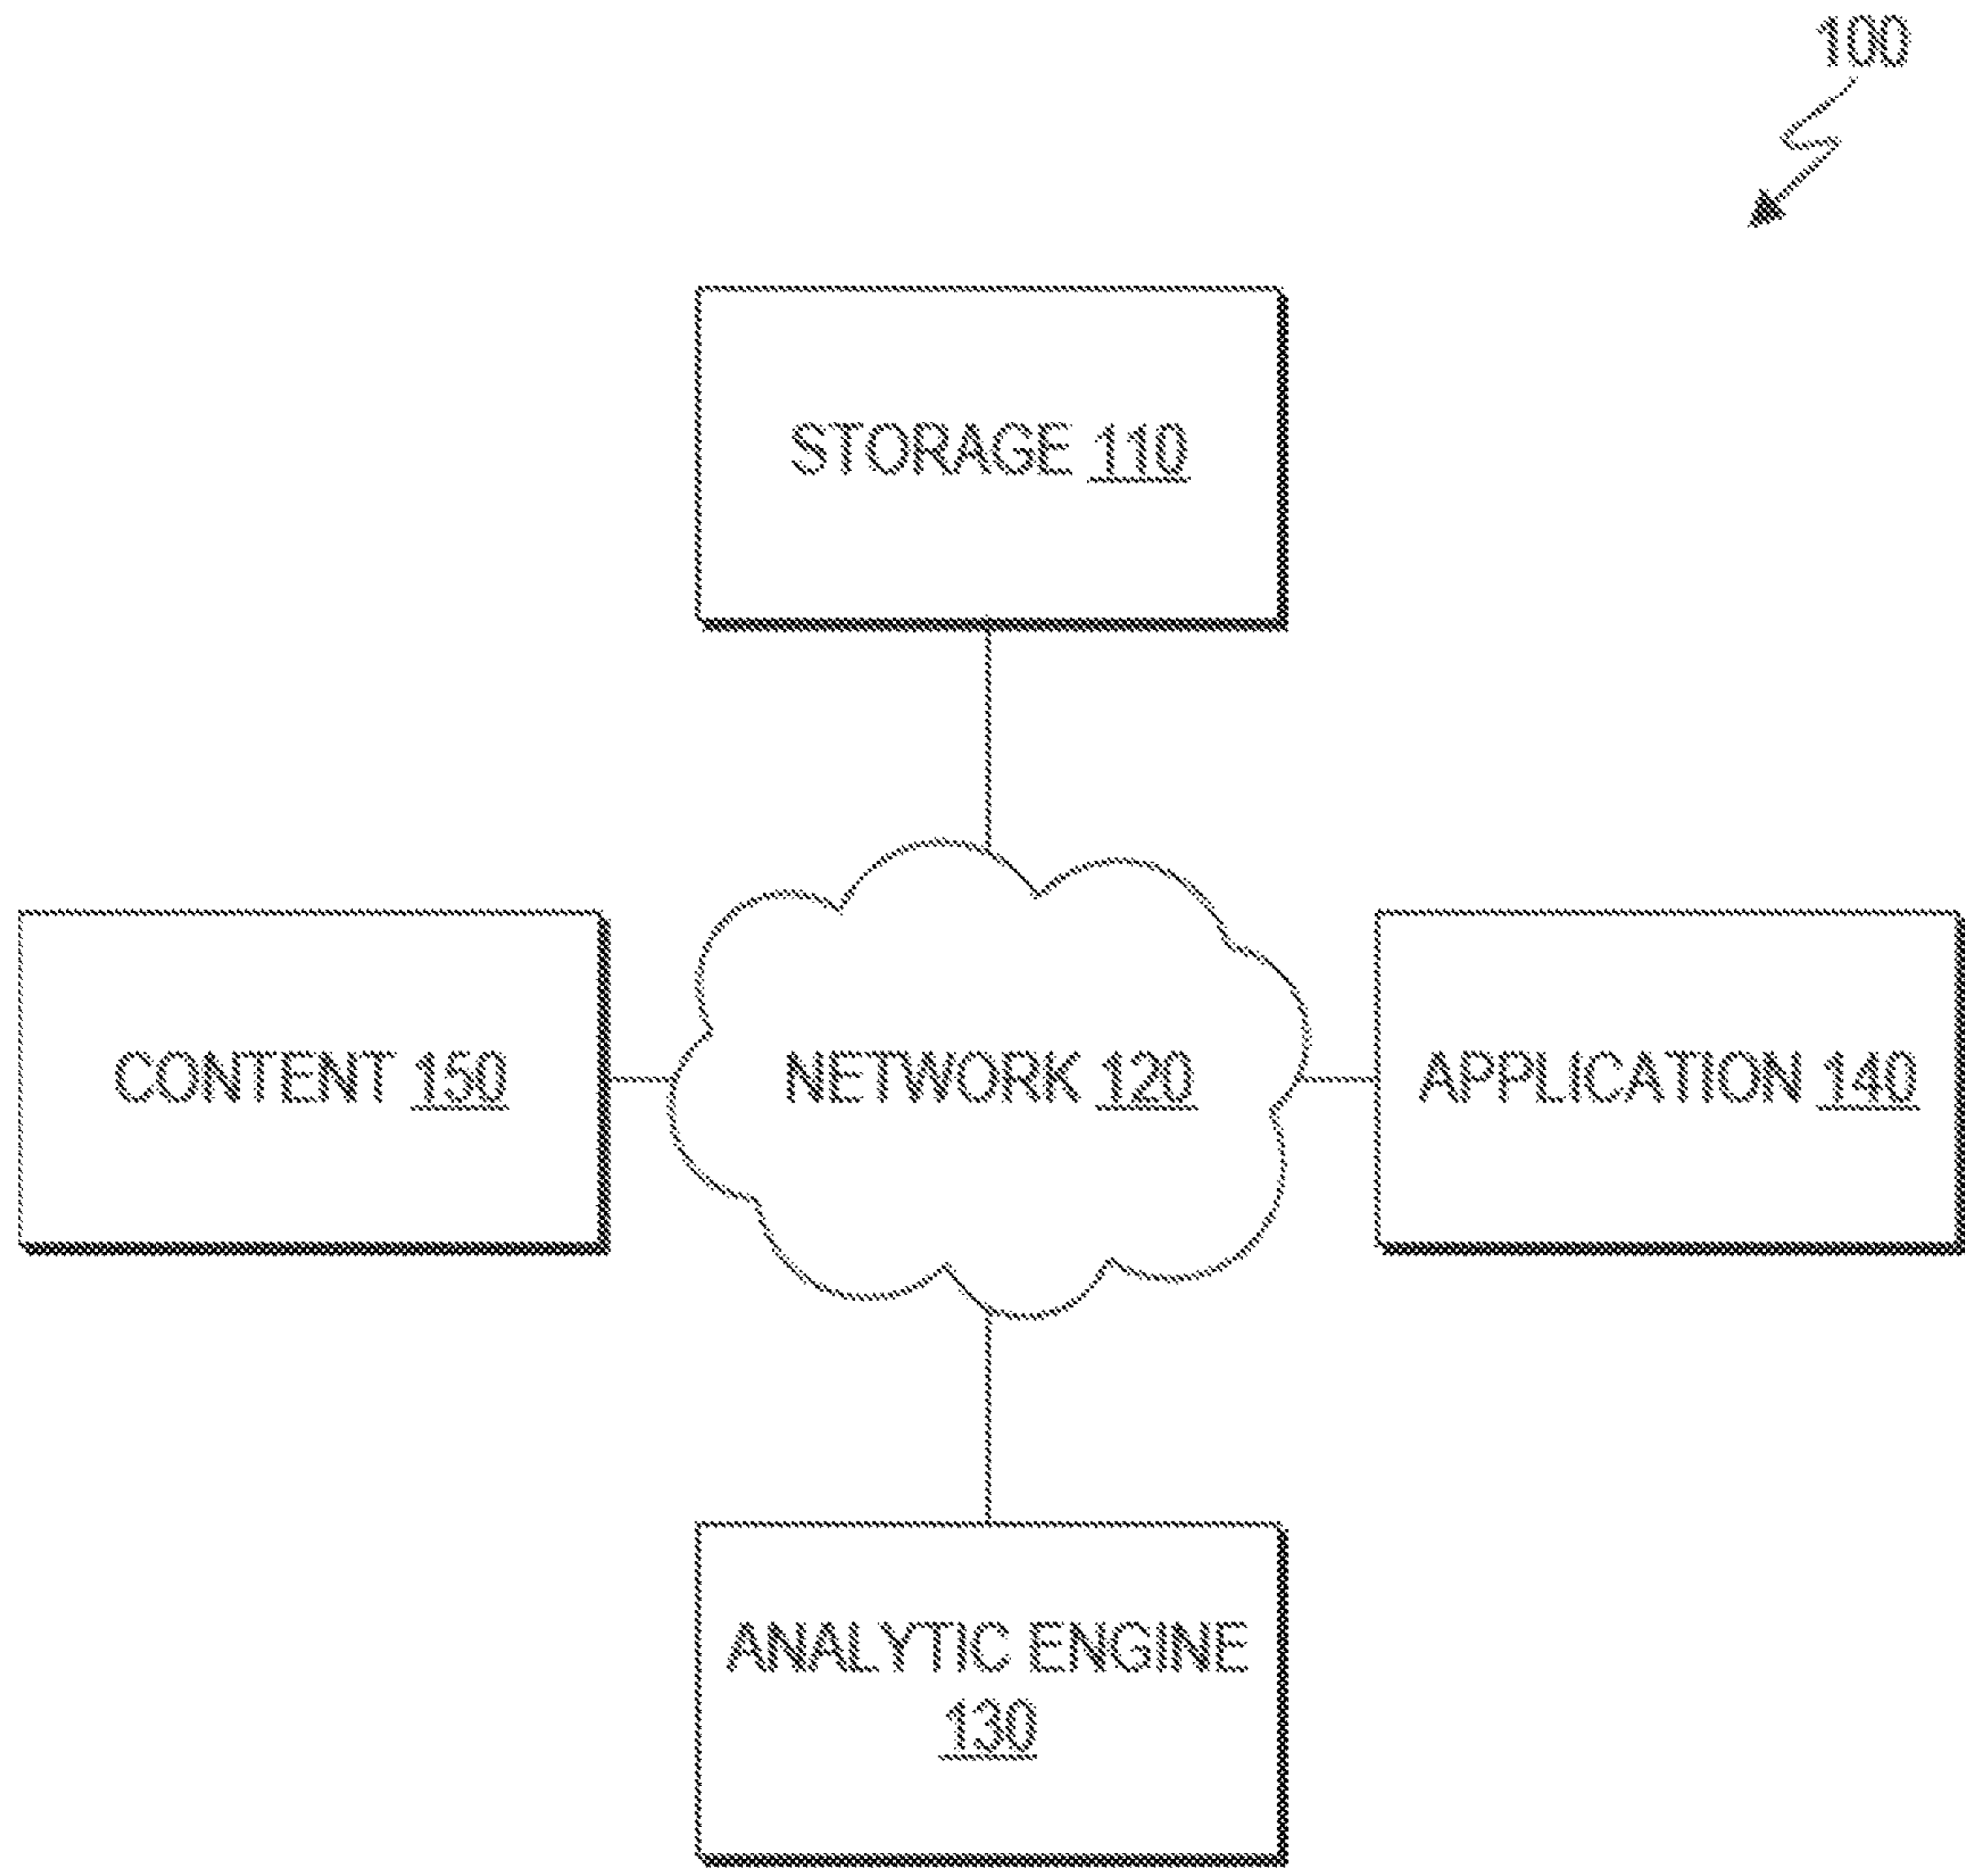 100
STORAGE 110
CONTENT 150
NETWORK 120
APPLICATION 140
ANALYTIC ENGINE
130